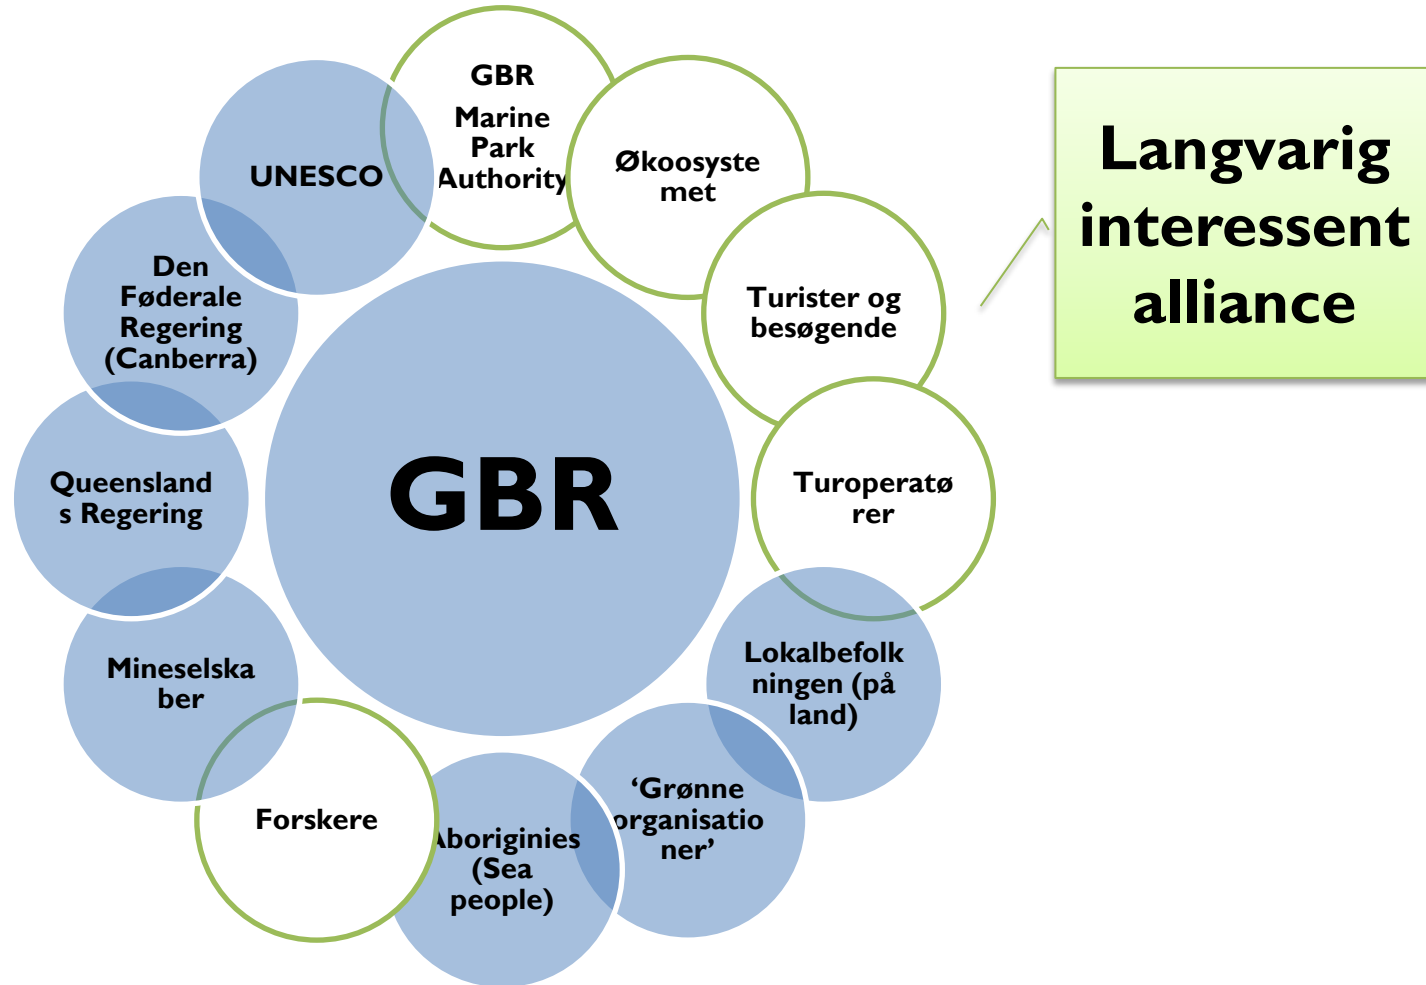 GBR
Marine
Park
Authority
Økoosyste
met
Turister og
besøgende
Turoperatø
rer
Lokalbefolk
ningen (på
land)
‘Grønne
organisatio
ner’
Aboriginies
(Sea
people)
Forskere
Mineselska
ber
Queensland
s Regering
Den
Føderale
Regering
(Canberra)
UNESCO
GBR
Langvarig
interessent
alliance